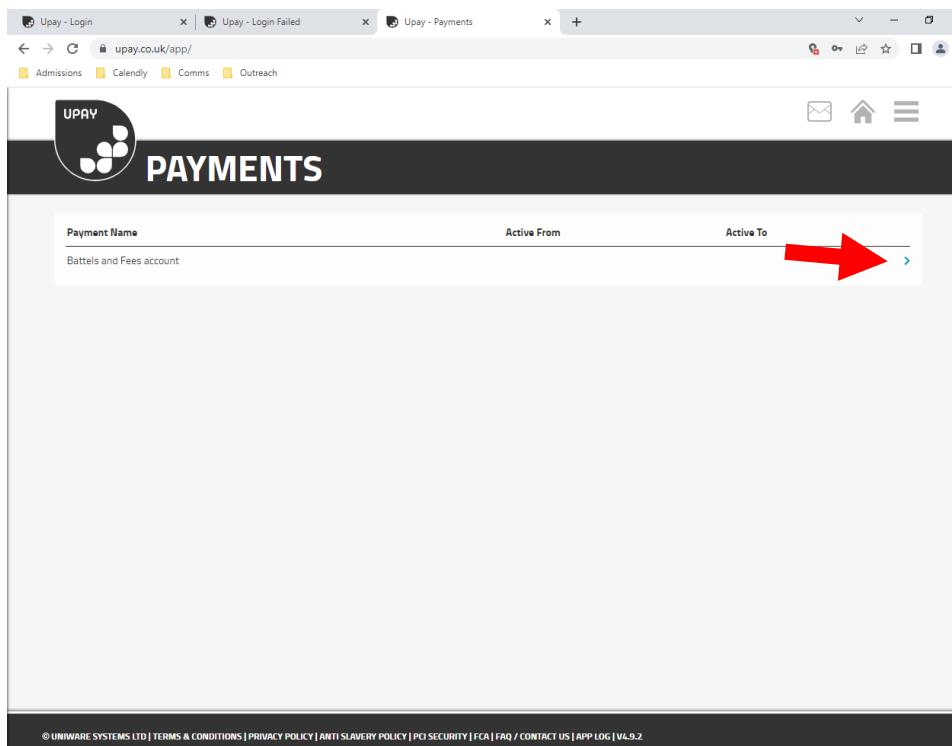 Upay - Login
Upay - Login Failed
Upay - Payments
upay.co.uk/app/
Admissions Calendly Comms Outreach
UPAY
PAYMENTS
Payment Name Active From Active To
Battels and Fees account
© UNIWARE SYSTEMS LTD | TERMS & CONDITIONS | PRIVACY POLICY | ANTI SLAVERY POLICY | PCI SECURITY | FCA | FAQ / CONTACT US | APP LOG | V4.9.2